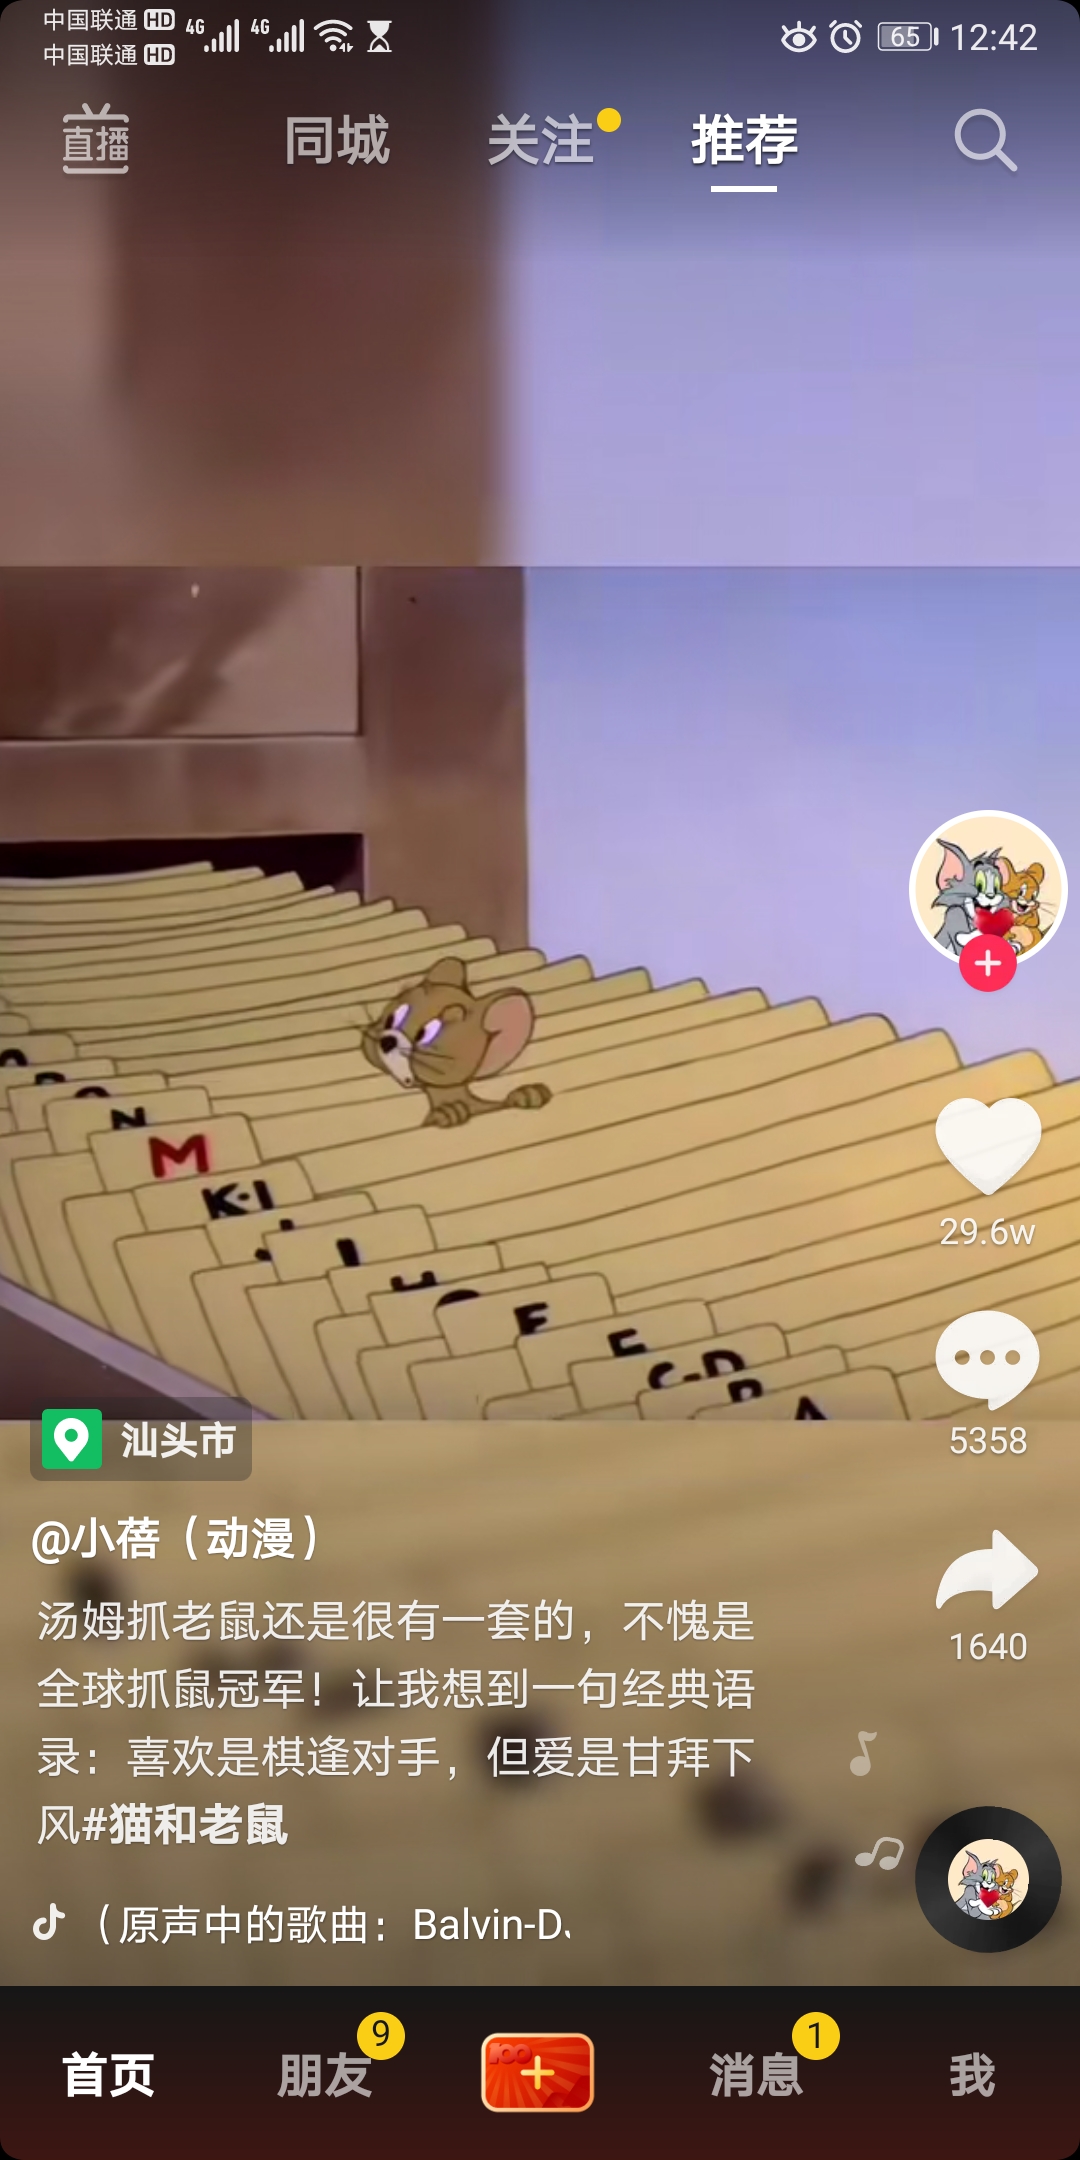 中国联通 HD 4G 4G 65 12:42
中国联通 HD
直播 同城 关注 推荐
N
M
K-L
I
H
F
E
C-D
B
A
29.6w
5358
汕头市
@小蓓（动漫）
1640
汤姆抓老鼠还是很有一套的，不愧是
全球抓鼠冠军！让我想到一句经典语
录：喜欢是棋逢对手，但爱是甘拜下
风#猫和老鼠
（原声中的歌曲：Balvin-D
首页 朋友 9 100 消息 1 我